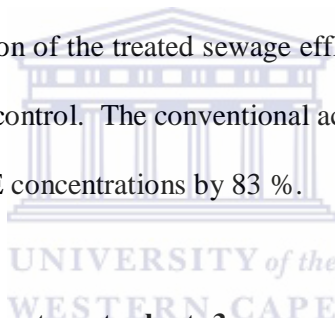 on of the treated sewage eff
control. The conventional ac
E concentrations by 83 %.
UNIVERSITY of the
WESTERN CAPE